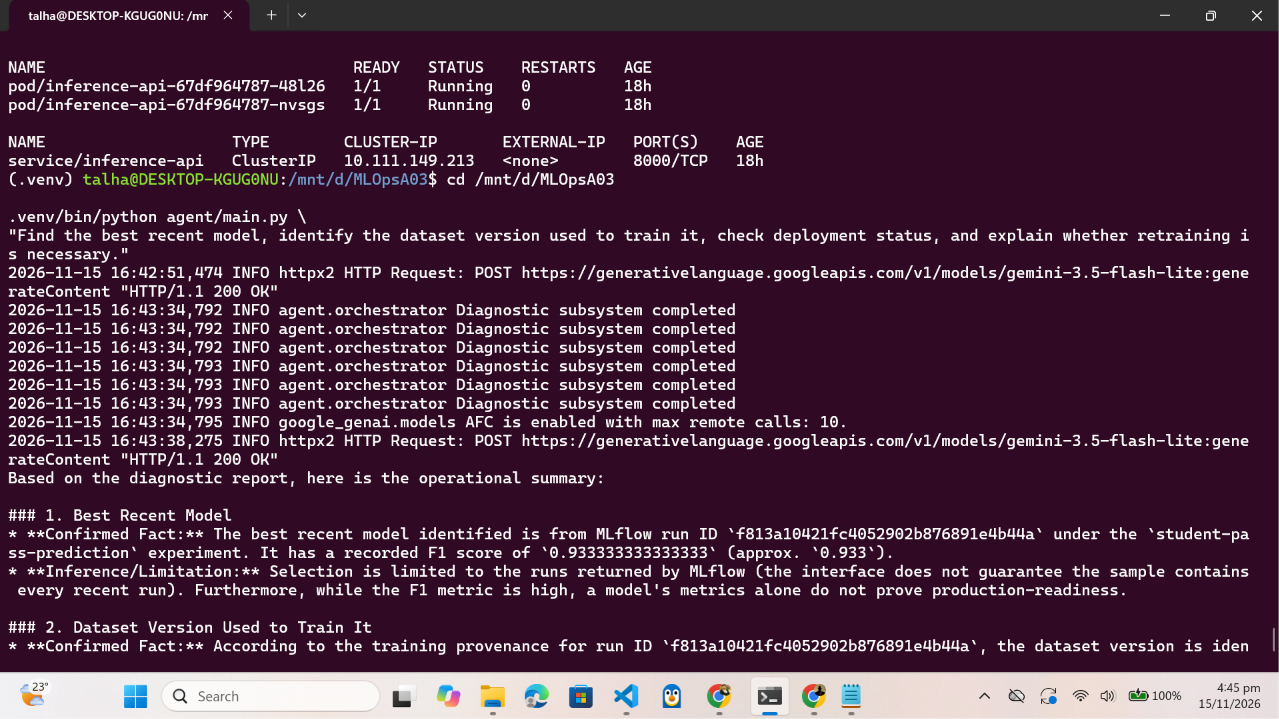 talha@DESKTOP-KGUG0NU: /mr
NAME READY STATUS RESTARTS AGE
pod/inference-api-67df964787-48l26 1/1 Running 0 18h
pod/inference-api-67df964787-nvsgs 1/1 Running 0 18h
NAME TYPE CLUSTER-IP EXTERNAL-IP PORT(S) AGE
service/inference-api ClusterIP 10.111.149.213 <none> 8000/TCP 18h
(.venv) talha@DESKTOP-KGUG0NU:/mnt/d/MLOpsA03$ cd /mnt/d/MLOpsA03
.venv/bin/python agent/main.py \
"Find the best recent model, identify the dataset version used to train it, check deployment status, and explain whether retraining i
s necessary."
2026-11-15 16:42:51,474 INFO httpx2 HTTP Request: POST https://generativelanguage.googleapis.com/v1/models/gemini-3.5-flash-lite:gene
rateContent "HTTP/1.1 200 OK"
2026-11-15 16:43:34,792 INFO agent.orchestrator Diagnostic subsystem completed
2026-11-15 16:43:34,792 INFO agent.orchestrator Diagnostic subsystem completed
2026-11-15 16:43:34,792 INFO agent.orchestrator Diagnostic subsystem completed
2026-11-15 16:43:34,793 INFO agent.orchestrator Diagnostic subsystem completed
2026-11-15 16:43:34,793 INFO agent.orchestrator Diagnostic subsystem completed
2026-11-15 16:43:34,793 INFO agent.orchestrator Diagnostic subsystem completed
2026-11-15 16:43:34,795 INFO google_genai.models AFC is enabled with max remote calls: 10.
2026-11-15 16:43:38,275 INFO httpx2 HTTP Request: POST https://generativelanguage.googleapis.com/v1/models/gemini-3.5-flash-lite:gene
rateContent "HTTP/1.1 200 OK"
Based on the diagnostic report, here is the operational summary:
### 1. Best Recent Model
* **Confirmed Fact:** The best recent model identified is from MLflow run ID `f813a10421fc4052902b876891e4b44a` under the `student-pa
ss-prediction` experiment. It has a recorded F1 score of `0.933333333333333` (approx. `0.933`).
* **Inference/Limitation:** Selection is limited to the runs returned by MLflow (the interface does not guarantee the sample contains
every recent run). Furthermore, while the F1 metric is high, a model's metrics alone do not prove production-readiness.
### 2. Dataset Version Used to Train It
* **Confirmed Fact:** According to the training provenance for run ID `f813a10421fc4052902b876891e4b44a`, the dataset version is iden
23°
Search
100%
4:45 pm
15/11/2026